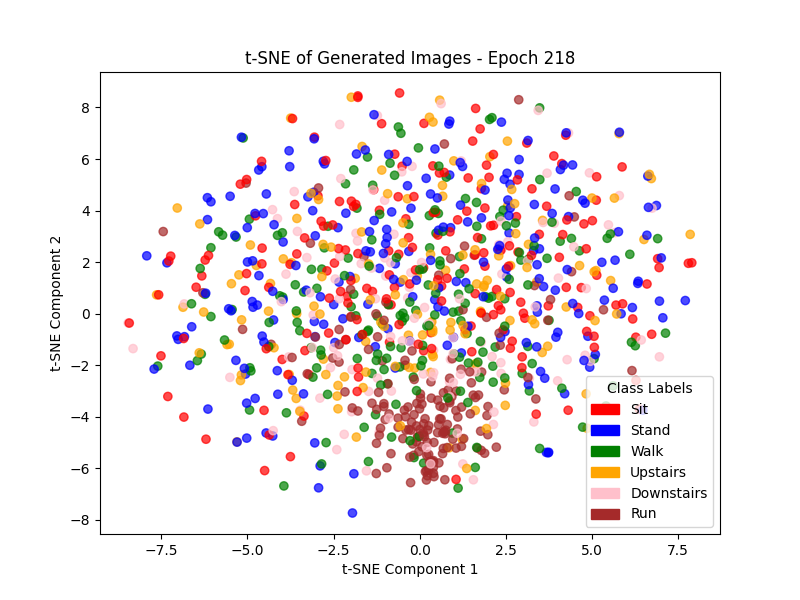 t-SNE of Generated Images - Epoch 218
t-SNE Component 2
8
6
4
2
0
−2
−4
−6
−8
Class Labels
Sit
Stand
Walk
Upstairs
Downstairs
Run
−7.5 −5.0 −2.5 0.0 2.5 5.0 7.5
t-SNE Component 1